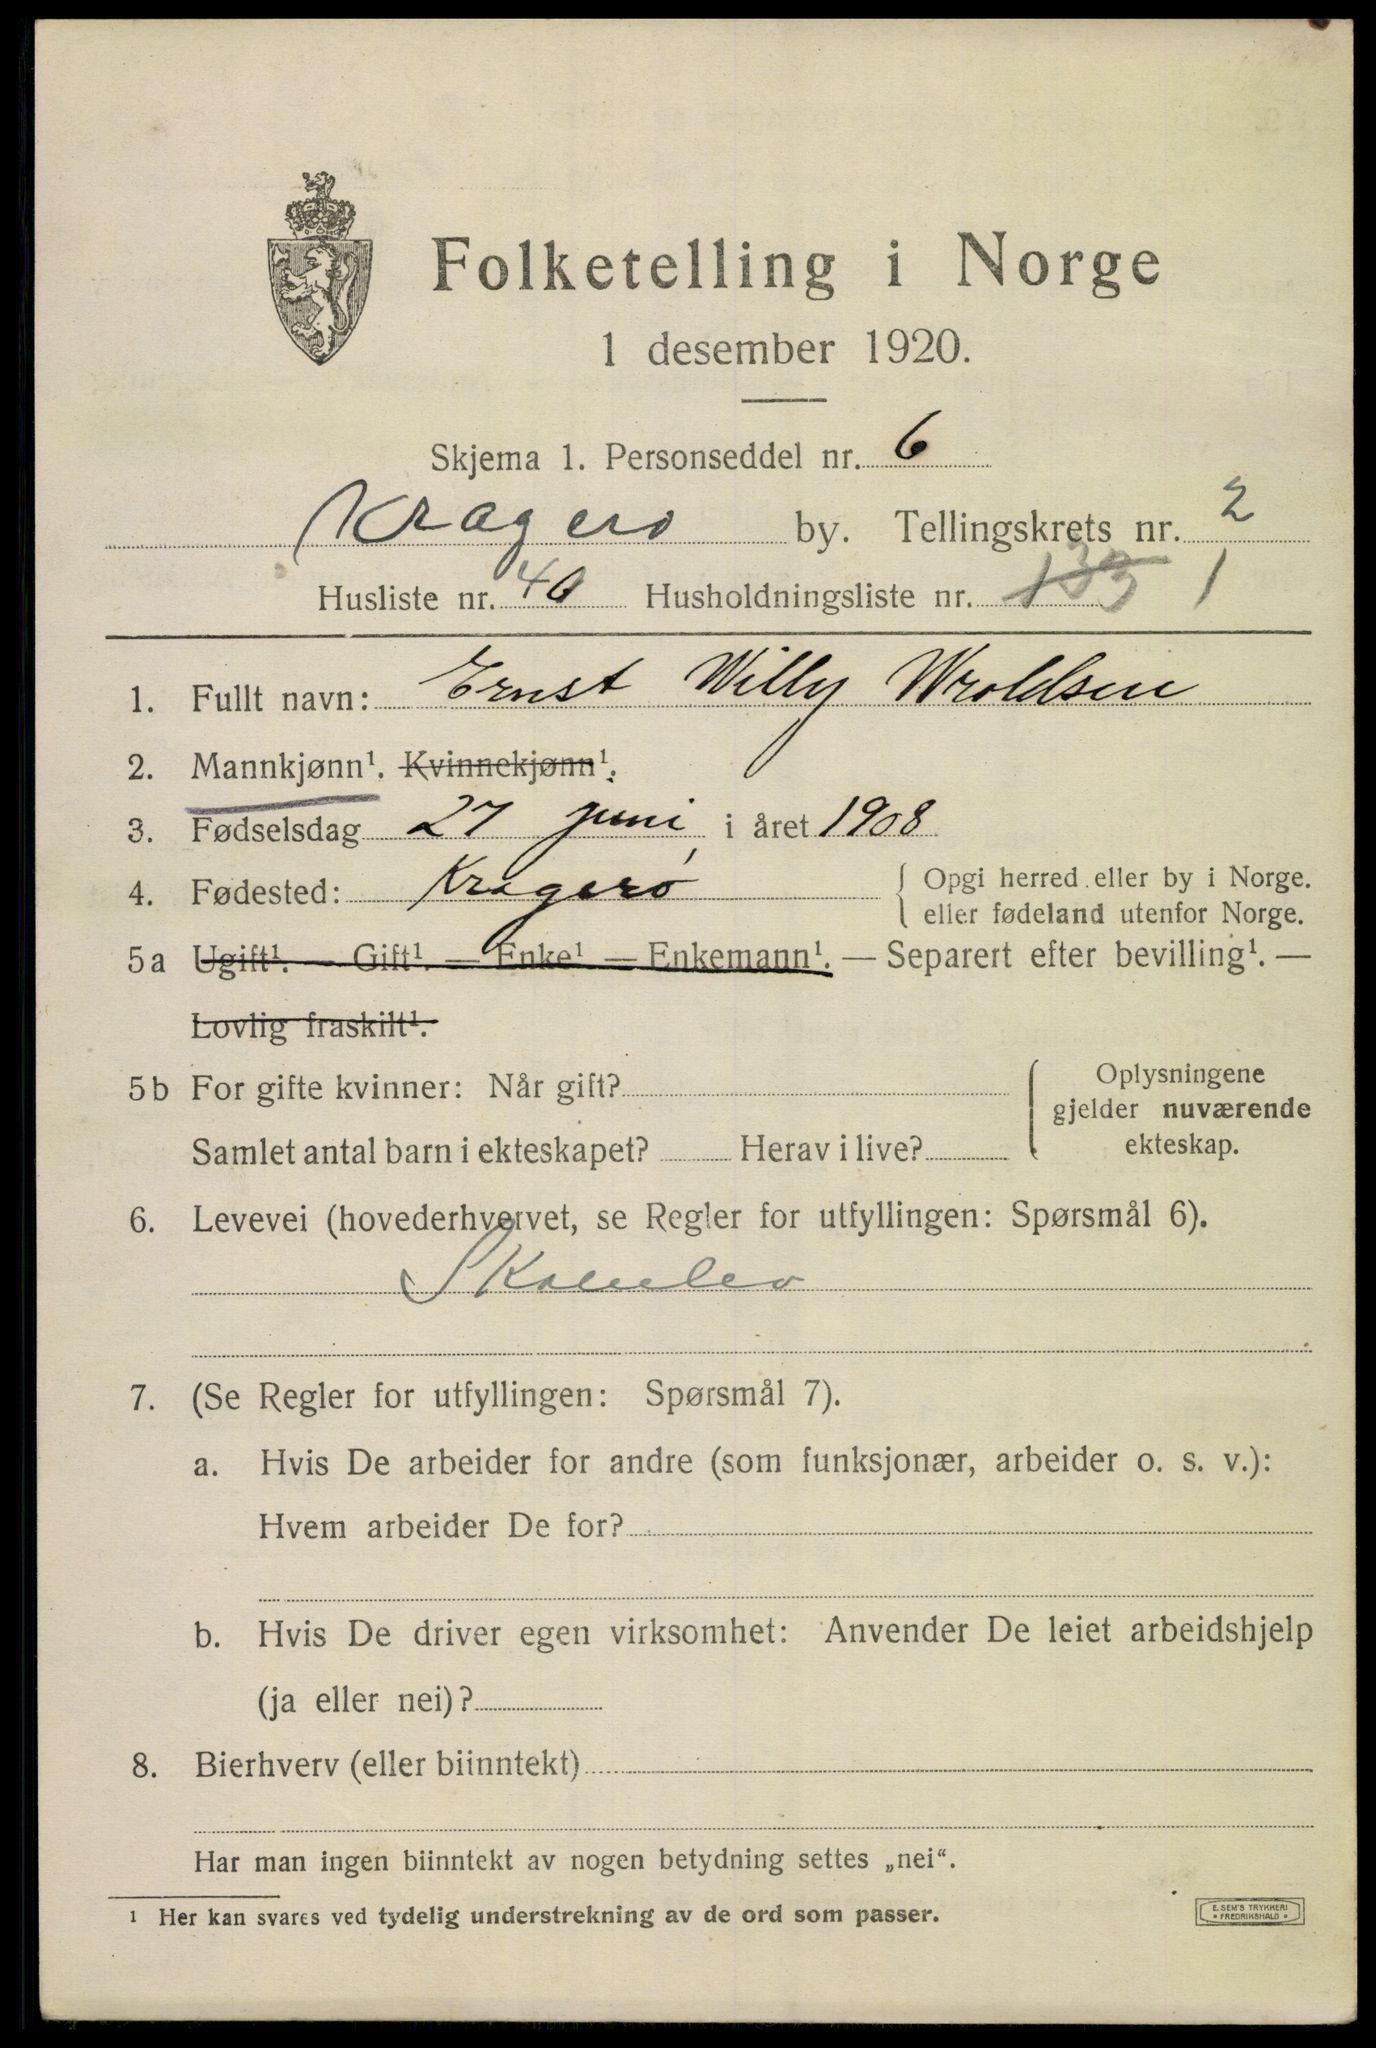 Folketelling i Norge
1 desember 1920.
Skjema 1. Personseddel nr. 6
Kragerø by. Tellingskrets nr. 2
Husliste nr. 40 Husholdningsliste nr. 133 1
1. Fullt navn: Ernst Willy Wroldsen
2. Mannkjønn¹. Kvinnekjønn¹.
3. Fødselsdag 27 juni i året 1908
4. Fødested: Kragerø { Opgi herred eller by i Norge.
eller fødeland utenfor Norge.
5a Ugift¹. — Gift¹. — Enke¹ — Enkemann¹. — Separert efter bevilling¹. —
Lovlig fraskilt¹.
5b For gifte kvinner: Når gift? { Oplysningene
gjelder nuværende
ekteskap.
Samlet antal barn i ekteskapet? Herav i live?
6. Levevei (hovederhvervet, se Regler for utfyllingen: Spørsmål 6).
7. (Se Regler for utfyllingen: Spørsmål 7).
a. Hvis De arbeider for andre (som funksjonær, arbeider o. s. v.):
Hvem arbeider De for?
b. Hvis De driver egen virksomhet: Anvender De leiet arbeidshjelp
(ja eller nei)?
8. Bierhverv (eller biinntekt)
Har man ingen biinntekt av nogen betydning settes „nei“.
1 Her kan svares ved tydelig understrekning av de ord som passer.
E. SEM'S TRYKKERI
• FREDRIKSHALD •